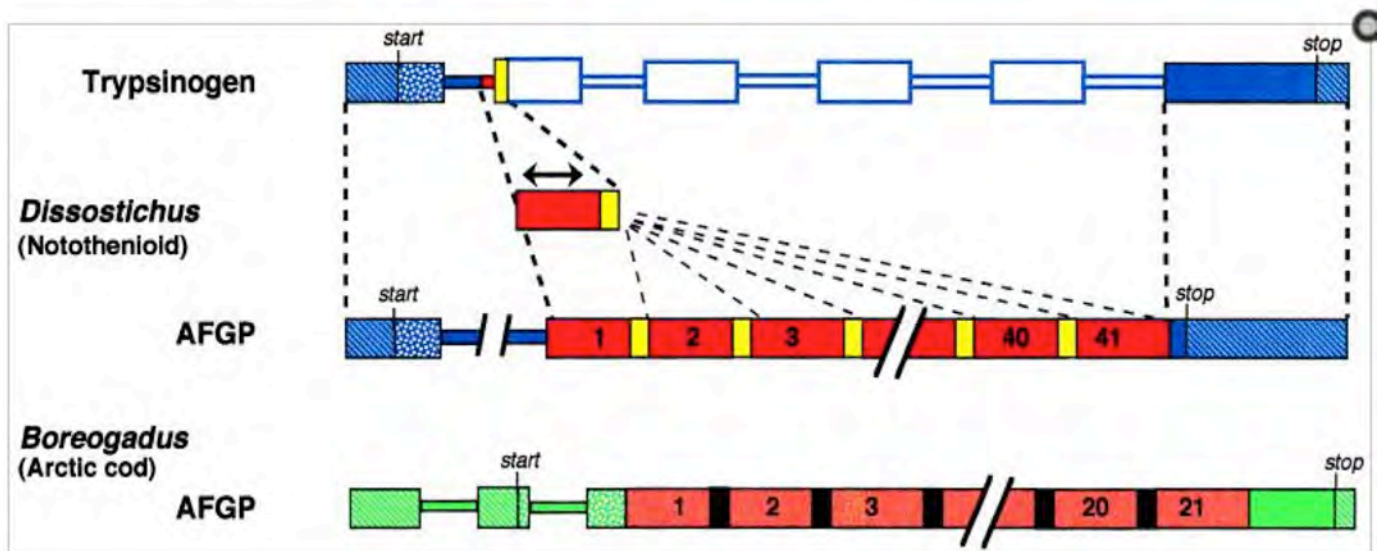 start
stop
Trypsinogen
Dissostichus
(Notothenioid)
start
stop
AFGP
1 2 3 40 41
Boreogadus
(Arctic cod)
start
stop
AFGP
1 2 3 20 21